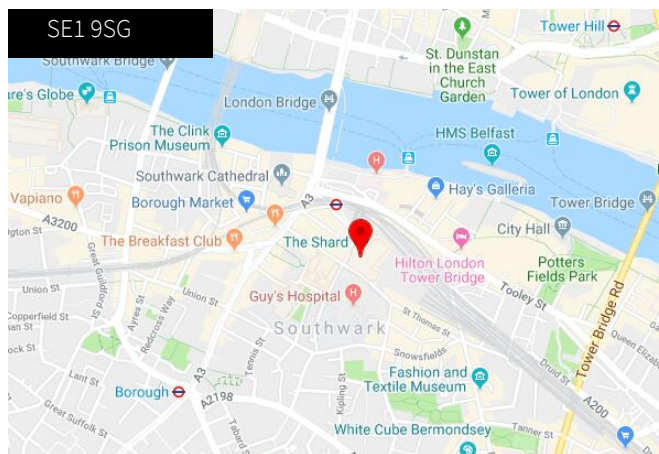 SE1 9SG
Tower Hill
Southwark Bridge
St. Dunstan
in the East
Church
Garden
are's Globe
London Bridge
Tower of London
The Clink
Prison Museum
HMS Belfast
H
Southwark Cathedral
A3
Vapiano
Borough Market
Hay's Galleria
Tower Bridge
A3200
City Hall
The Breakfast Club
The Shard
Hilton London
Tower Bridge
Potters
Fields Park
Union St
Great Guildford St
Ayres St
Redcross Way
Union St
Guy's Hospital
H
Tooley St
Tower Bridge Rd
Copperfield St
Southwark
St Thomas St
Queen Elizabe
Snowsfields
Druid St
Lant St
Tennis St
Fashion and
Textile Museum
Borough
A3
A2198
Kipling St
A200
Great Suffolk St
Tabard St
Tanner St
White Cube Bermondsey